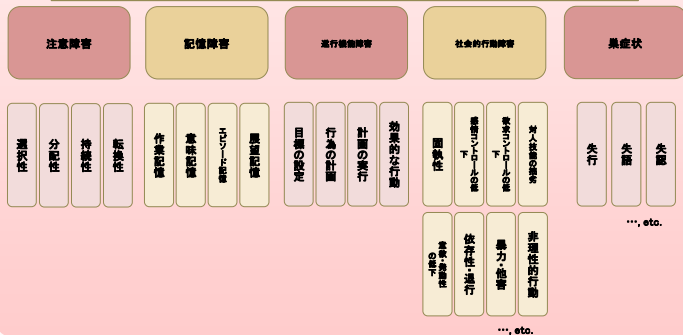 注意障害
記憶障害
遂行機能障害
社会的行動障害
巣症状
選択性
分配性
持続性
転換性
作業記憶
意味記憶
エピソード記憶
展望記憶
目標の設定
行為の計画
計画の実行
効果的な行動
固執性
感情コントロールの低
下
欲求コントロールの低
下
対人技能の拙劣
失行
失語
失認
…, etc.
意欲・発動性
の低下
依存性・退行
暴力・他害
非理性的行動
…, etc.